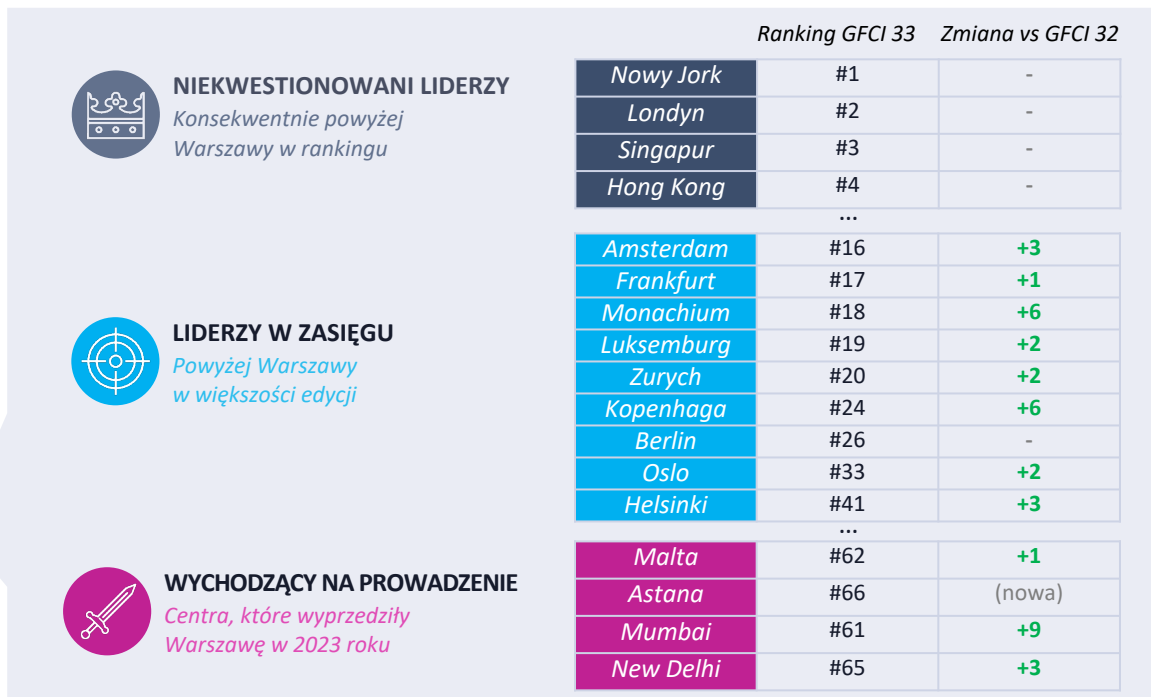 Ranking GFCI 33 Zmiana vs GFCI 32
NIEKWESTIONOWANI LIDERZY
Konsekwentnie powyżej
Warszawy w rankingu
Nowy Jork #1 -
Londyn #2 -
Singapur #3 -
Hong Kong #4 -
...
LIDERZY W ZASIĘGU
Powyżej Warszawy
w większości edycji
Amsterdam #16 +3
Frankfurt #17 +1
Monachium #18 +6
Luksemburg #19 +2
Zurych #20 +2
Kopenhaga #24 +6
Berlin #26 -
Oslo #33 +2
Helsinki #41 +3
...
WYCHODZĄCY NA PROWADZENIE
Centra, które wyprzedziły
Warszawę w 2023 roku
Malta #62 +1
Astana #66 (nowa)
Mumbai #61 +9
New Delhi #65 +3